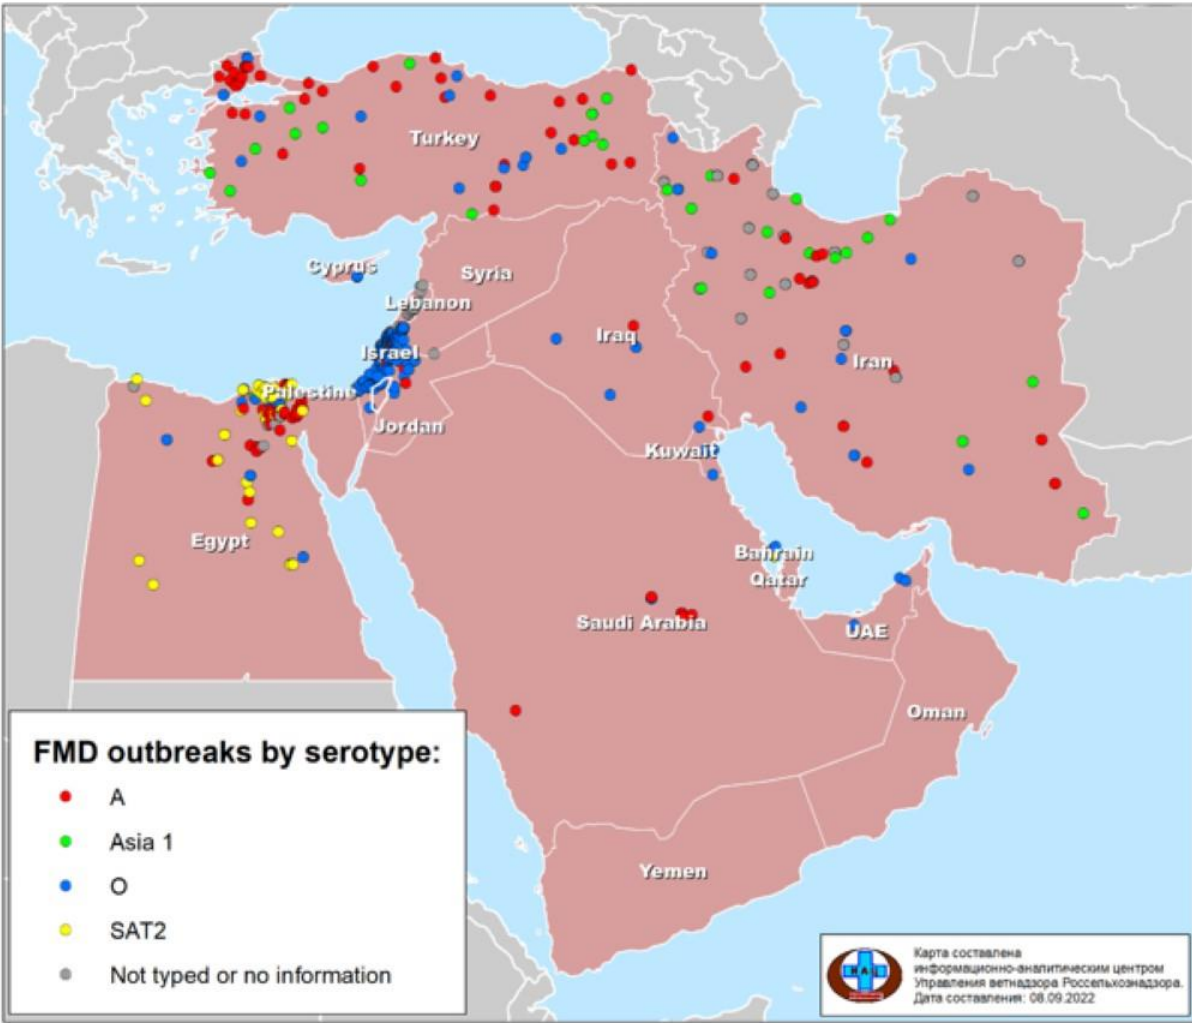 Turkey
Cyprus
Syria
Lebanon
Iraq
Israel
Iran
Palestine
Jordan
Kuwait
Egypt
Bahrain
Qatar
Saudi Arabia
UAE
Oman
Yemen
FMD outbreaks by serotype:
A
Asia 1
O
SAT2
Not typed or no information
Карта составлена
информационно-аналитическим центром
Управления ветнадзора Россельхознадзора.
Дата составления: 08.09.2022